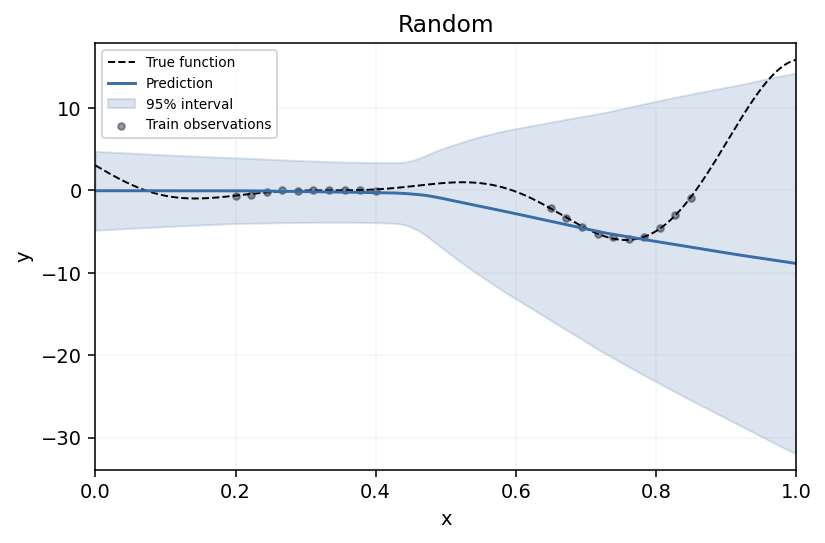 Random
True function
Prediction
95% interval
Train observations
10
0
−10
−20
−30
y
0.0 0.2 0.4 0.6 0.8 1.0
x